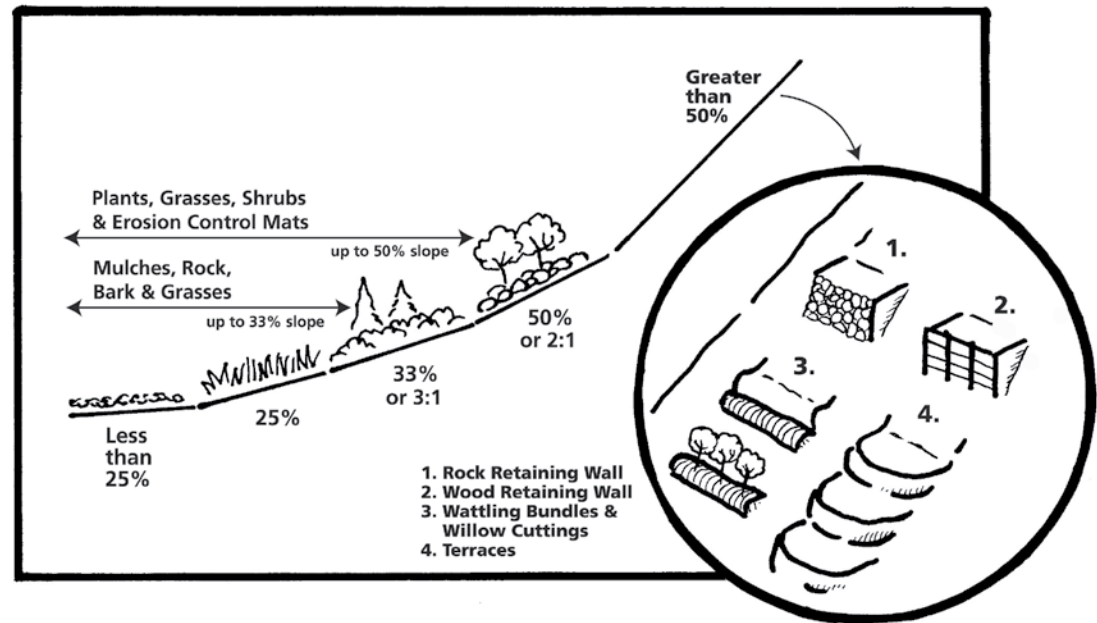 Greater
than
50%
Plants, Grasses, Shrubs
& Erosion Control Mats
up to 50% slope
Mulches, Rock,
Bark & Grasses
up to 33% slope
Less
than
25%
25%
33%
or 3:1
50%
or 2:1
1.
2.
3.
4.
1. Rock Retaining Wall
2. Wood Retaining Wall
3. Wattling Bundles &
Willow Cuttings
4. Terraces